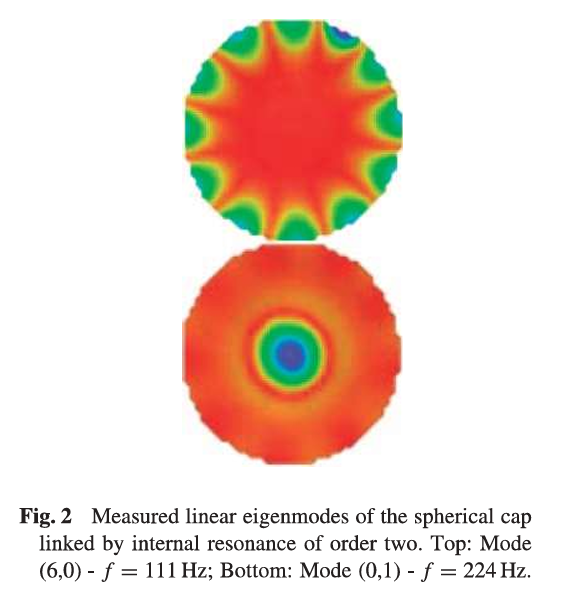 Fig. 2 Measured linear eigenmodes of the spherical cap
linked by internal resonance of order two. Top: Mode
(6,0) - f = 111 Hz; Bottom: Mode (0,1) - f = 224 Hz.